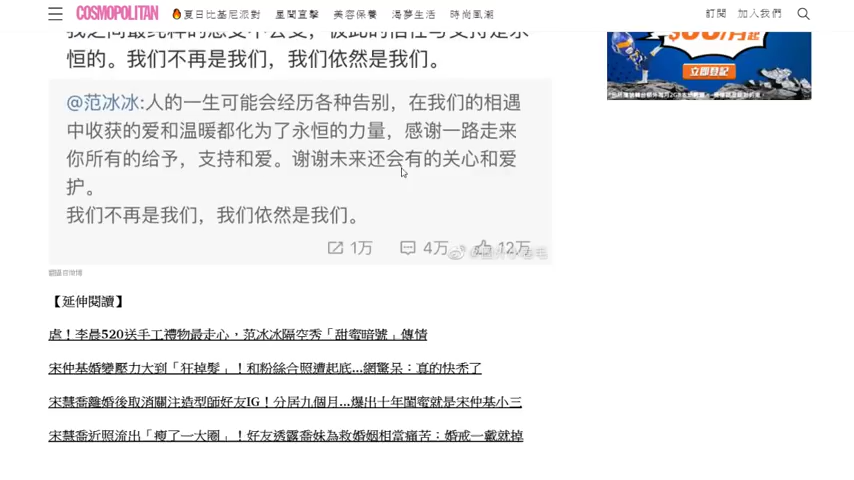 COSMOPOLITAN
夏日比基尼派對 星聞直擊 美容保養 渴夢生活 時尚風潮
訂閱 加入我們
恒的。我们不再是我们，我们依然是我们。
@范冰冰:人的一生可能会经历各种告别，在我们的相遇
中收获的爱和温暖都化为了永恒的力量，感谢一路走来
你所有的给予，支持和爱。谢谢未来还会有的关心和爱
护。
我们不再是我们，我们依然是我们。
1万 4万 12万
立即登記
【延伸閱讀】
虐！李晨520送手工禮物最走心，范冰冰隔空秀「甜蜜暗號」傳情
宋仲基婚變壓力大到「狂掉髮」！和粉絲合照遭起底...網驚呆：真的快禿了
宋慧喬離婚後取消關注造型師好友IG！分居九個月...爆出十年閨蜜就是宋仲基小三
宋慧喬近照流出「瘦了一大圈」！好友透露喬妹為救婚姻相當痛苦：婚戒一戴就掉